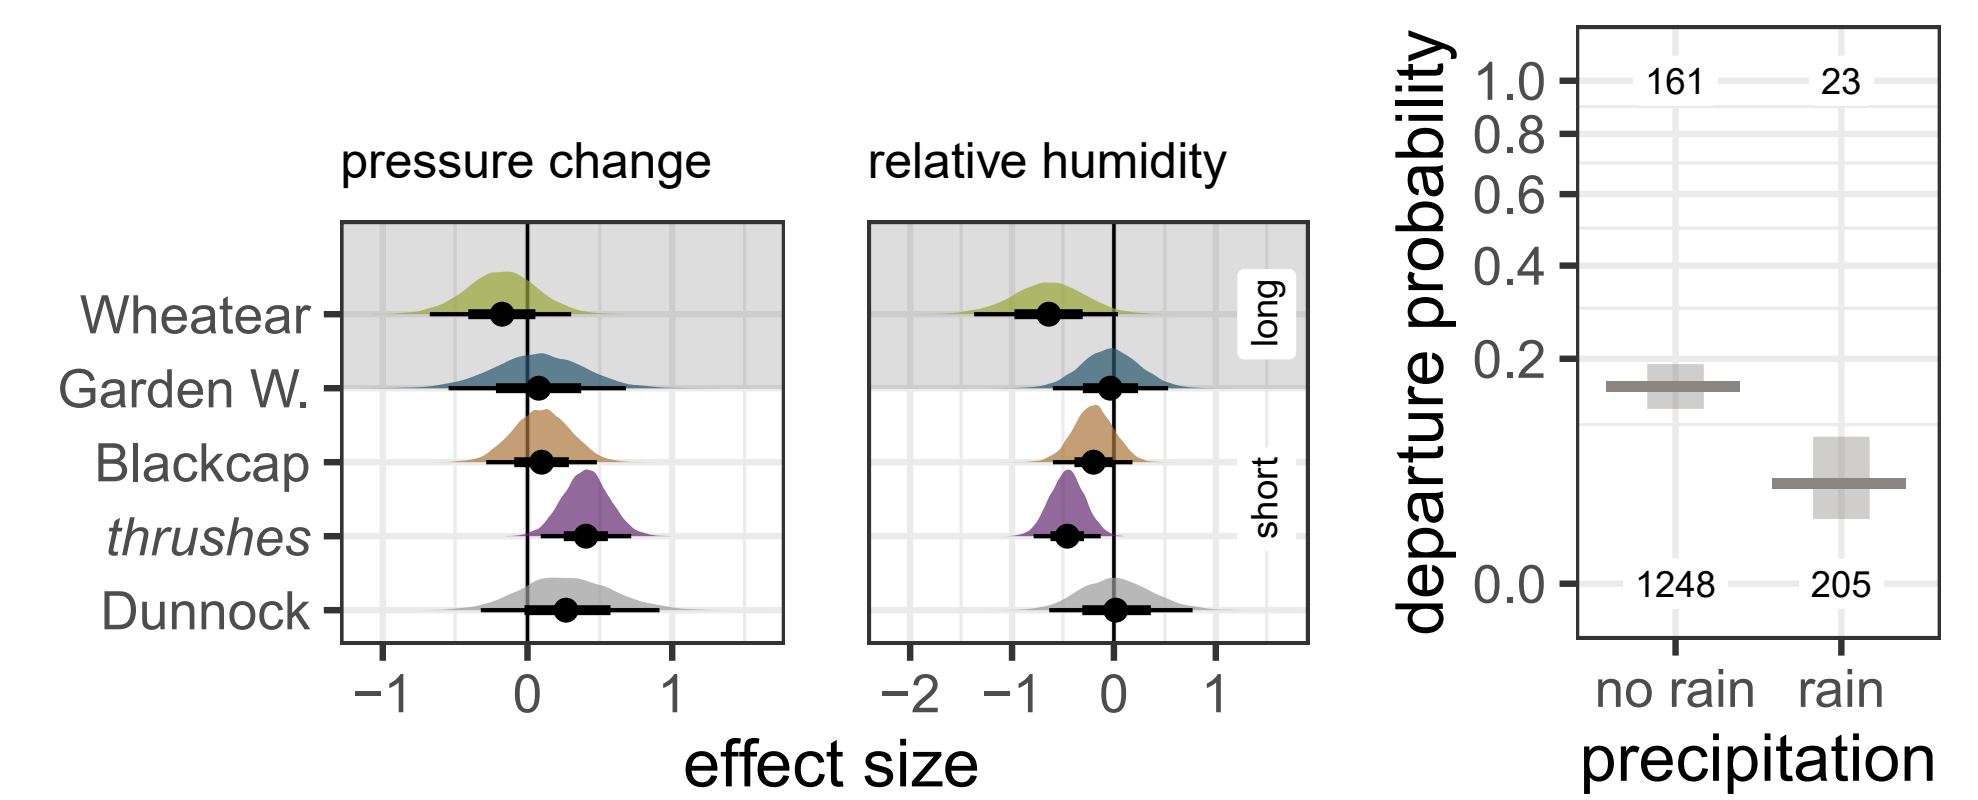 pressure change
relative humidity
Wheatear
Garden W.
Blackcap
thrushes
Dunnock
long
short
−1 0 1
−2 −1 0 1
effect size
departure probability
1.0
0.8
0.6
0.4
0.2
0.0
161 23
1248 205
no rain rain
precipitation